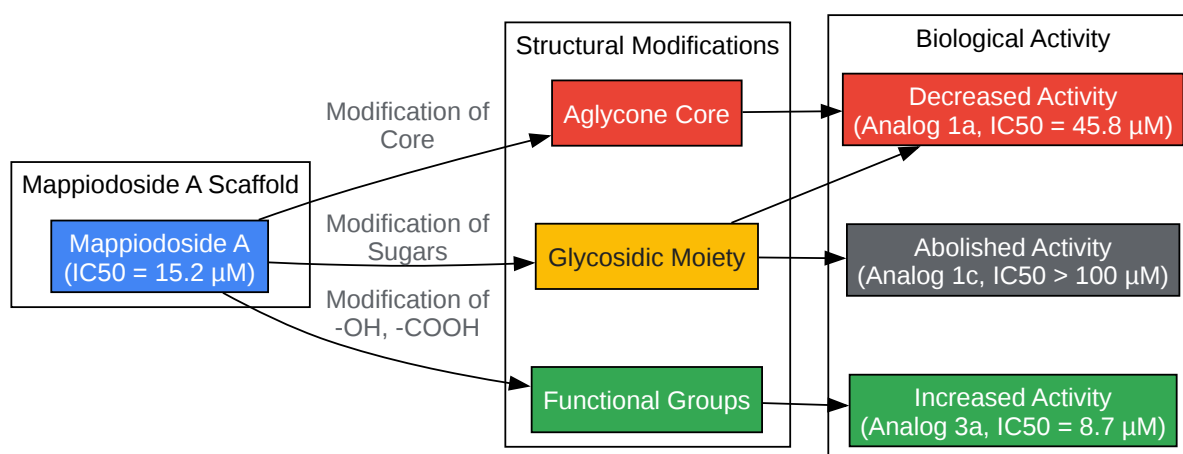 Structural Modifications
Biological Activity
Mappiodoside A Scaffold
Mappiodoside A
(IC50 = 15.2 µM)
Modification of
Core
Modification of
Sugars
Modification of
-OH, -COOH
Aglycone Core
Glycosidic Moiety
Functional Groups
Decreased Activity
(Analog 1a, IC50 = 45.8 µM)
Abolished Activity
(Analog 1c, IC50 > 100 µM)
Increased Activity
(Analog 3a, IC50 = 8.7 µM)